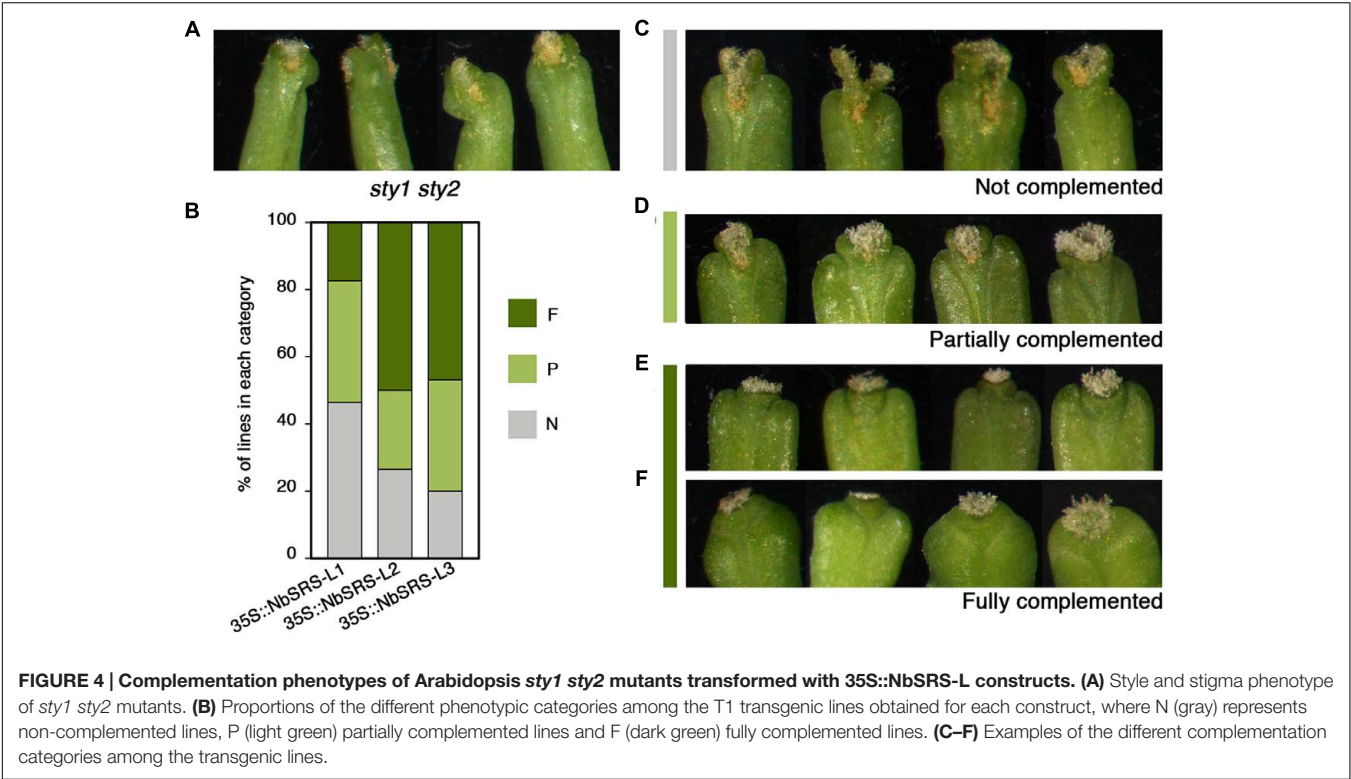 A
C
sty1 sty2
Not complemented
B
D
% of lines in each category
100
80
60
40
20
0
F
P
N
35S::NbSRS-L1
35S::NbSRS-L2
35S::NbSRS-L3
Partially complemented
E
F
Fully complemented
FIGURE 4 | Complementation phenotypes of Arabidopsis sty1 sty2 mutants transformed with 35S::NbSRS-L constructs. (A) Style and stigma phenotype
of sty1 sty2 mutants. (B) Proportions of the different phenotypic categories among the T1 transgenic lines obtained for each construct, where N (gray) represents
non-complemented lines, P (light green) partially complemented lines and F (dark green) fully complemented lines. (C–F) Examples of the different complementation
categories among the transgenic lines.